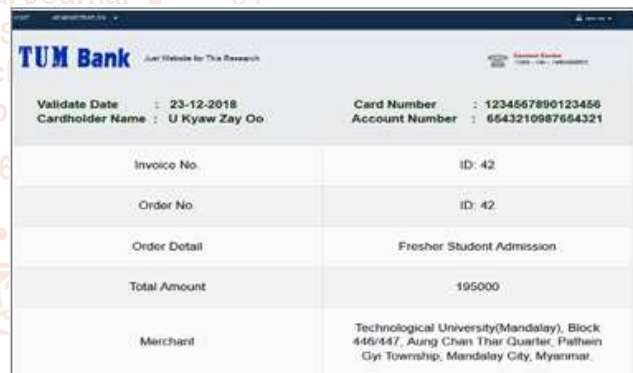 TUM Bank Just Website for This Research
Validate Date : 23-12-2018 Card Number : 1234567890123456
Cardholder Name : U Kyaw Zay Oo Account Number : 6543210987654321
Invoice No. ID: 42
Order No. ID: 42
Order Detail Fresher Student Admission
Total Amount 195000
Merchant Technological University(Mandalay), Block
446/447, Aung Chan Thar Quarter, Pathein
Gyi Township, Mandalay City, Myanmar.